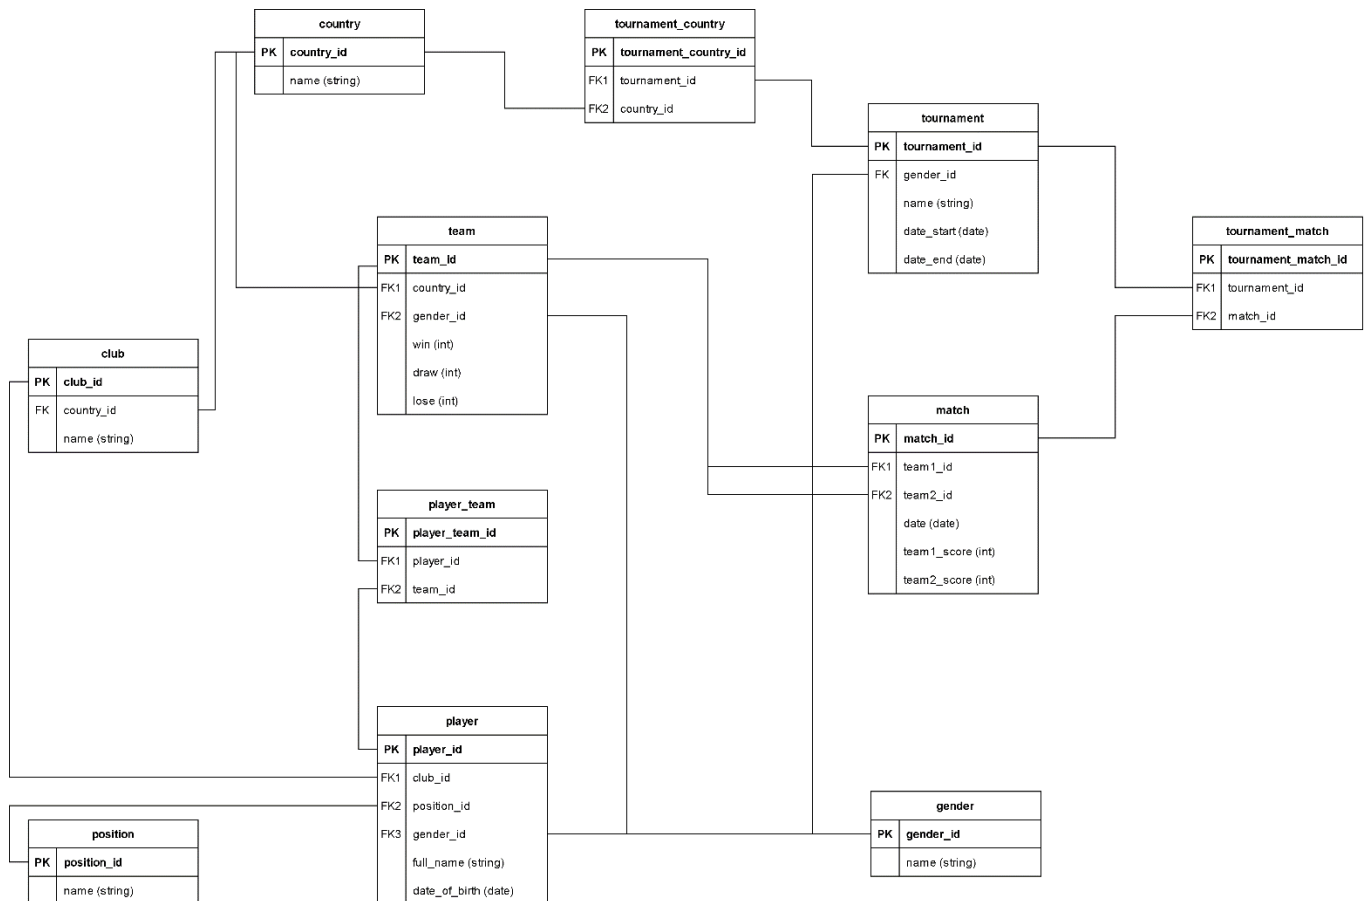 country
PK country_id
name (string)
tournament_country
PK tournament_country_id
FK1 tournament_id
FK2 country_id
tournament
PK tournament_id
FK gender_id
name (string)
date_start (date)
date_end (date)
team
PK team_id
FK1 country_id
FK2 gender_id
win (int)
draw (int)
lose (int)
tournament_match
PK tournament_match_id
FK1 tournament_id
FK2 match_id
club
PK club_id
FK country_id
name (string)
match
PK match_id
FK1 team1_id
FK2 team2_id
date (date)
team1_score (int)
team2_score (int)
player_team
PK player_team_id
FK1 player_id
FK2 team_id
player
PK player_id
FK1 club_id
FK2 position_id
FK3 gender_id
full_name (string)
date_of_birth (date)
position
PK position_id
name (string)
gender
PK gender_id
name (string)